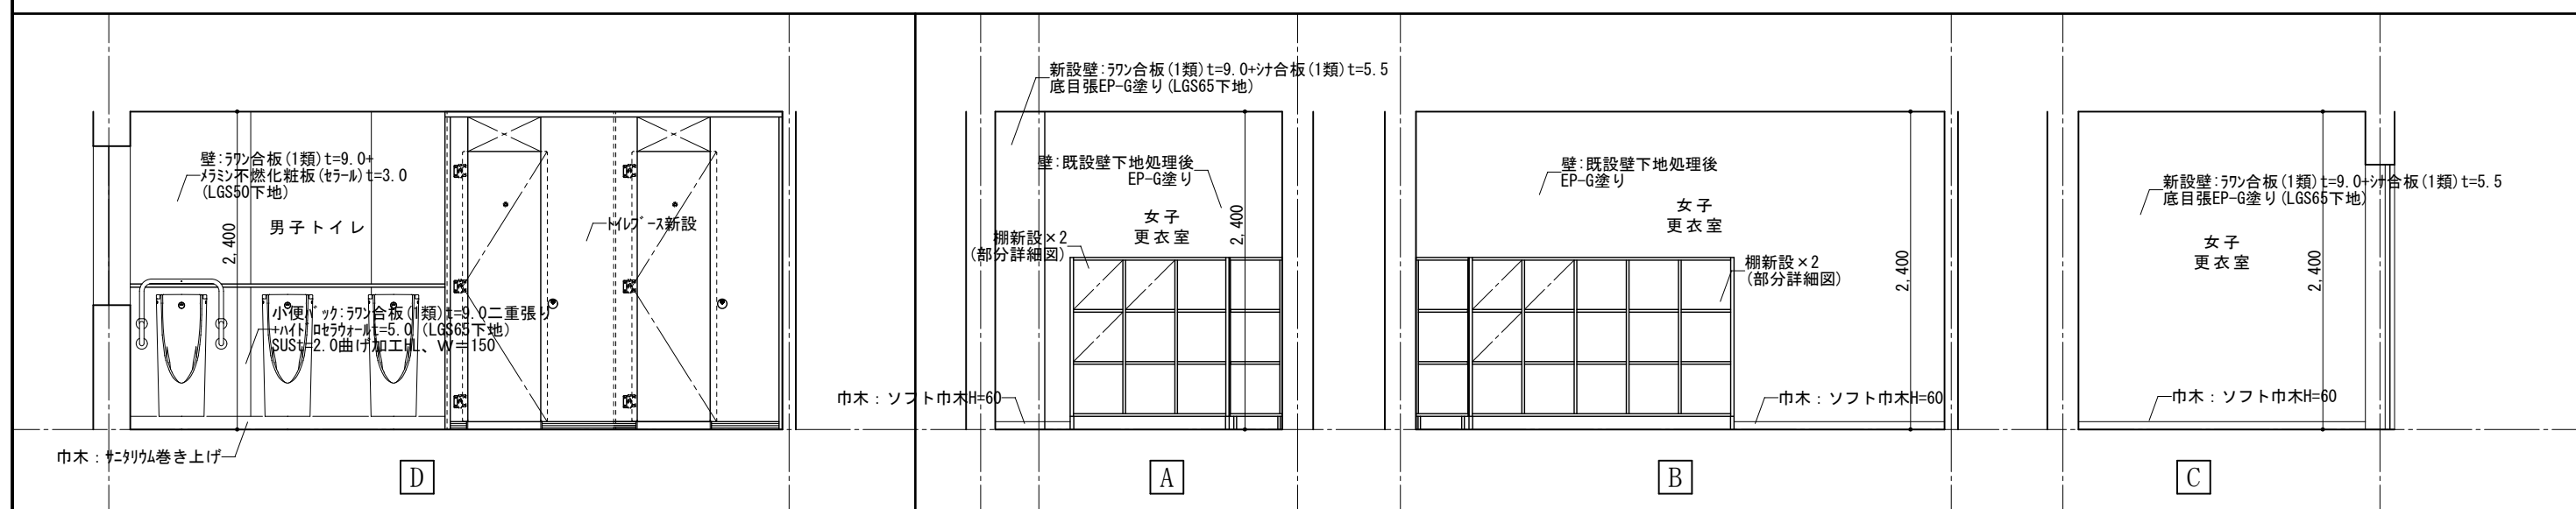 壁:ﾗﾜﾝ合板(1類)t=9.0+
ﾒﾗﾐﾝ不燃化粧板(ｾﾗｰﾙ)t=3.0
(LGS50下地)
男子トイレ
2,400
ﾄｲﾚﾌﾞｰｽ新設
小便ﾊﾞｯｸ:ﾗﾜﾝ合板(1類)t=9.0二重張り
+ﾊｲﾄﾞﾛｾﾗｳｫｰﾙt=5.0 (LGS65下地)
SUSt=2.0曲げ加工HL、W=150
巾木：ｻﾆﾀﾘｳﾑ巻き上げ
D
新設壁:ﾗﾜﾝ合板(1類)t=9.0+ｼﾅ合板(1類)t=5.5
底目張EP-G塗り(LGS65下地)
壁:既設壁下地処理後
EP-G塗り
女子
更衣室
2,400
棚新設×2
(部分詳細図)
巾木：ソフト巾木H=60
A
壁:既設壁下地処理後
EP-G塗り
女子
更衣室
2,400
棚新設×2
(部分詳細図)
巾木：ソフト巾木H=60
B
新設壁:ﾗﾜﾝ合板(1類)t=9.0+ｼﾅ合板(1類)t=5.5
底目張EP-G塗り(LGS65下地)
女子
更衣室
2,400
巾木：ソフト巾木H=60
C